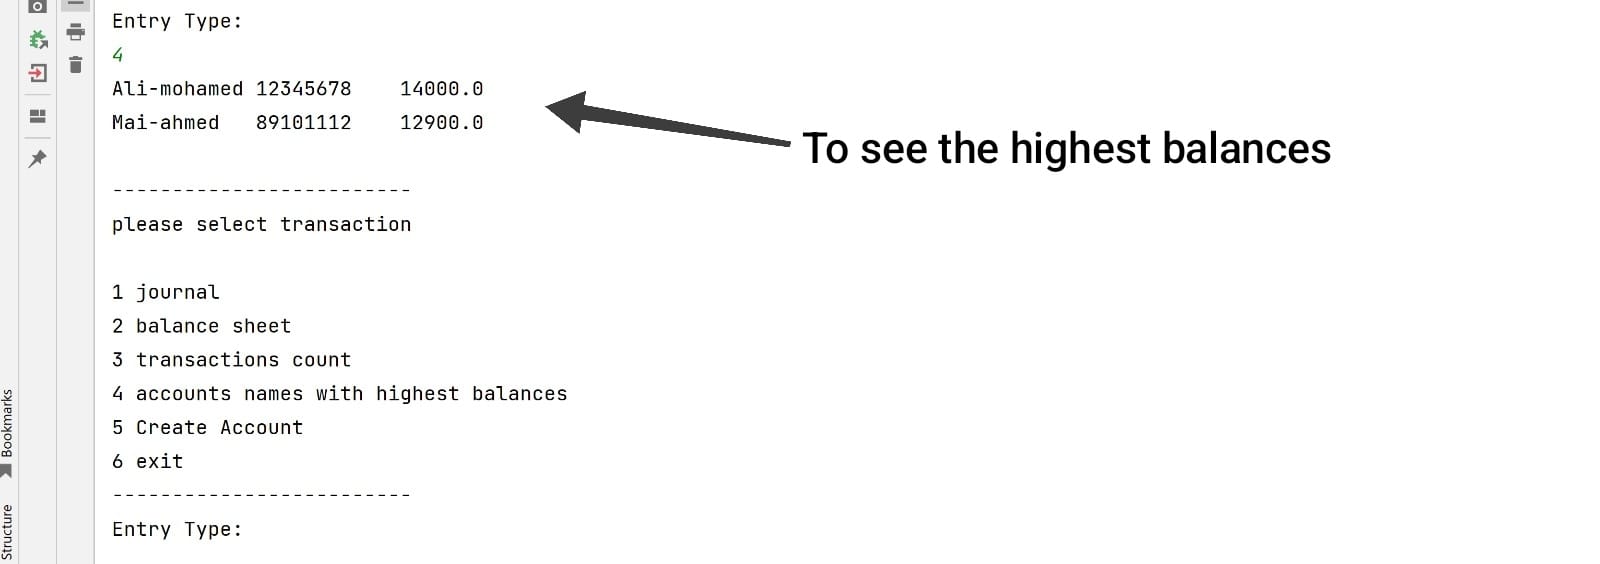 Entry Type:
4
Ali-mohamed 12345678    14000.0
Mai-ahmed   89101112    12900.0
To see the highest balances
-------------------------
please select transaction
1 journal
2 balance sheet
3 transactions count
4 accounts names with highest balances
5 Create Account
6 exit
-------------------------
Entry Type:
Bookmarks
Structure